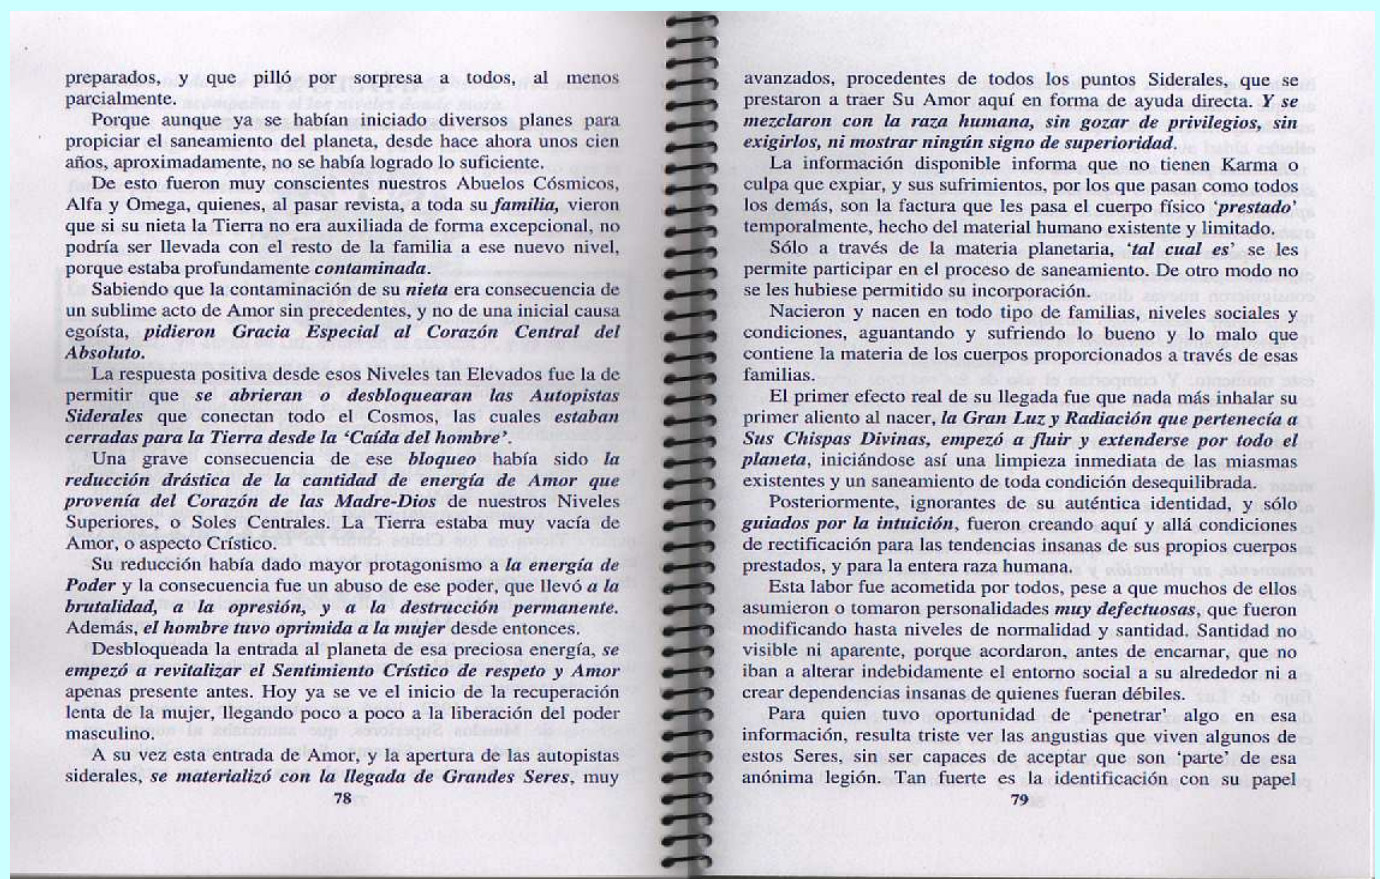 preparados, y que pilló por sorpresa a todos, al menos
parcialmente.
Porque aunque ya se habían iniciado diversos planes para
propiciar el saneamiento del planeta, desde hace ahora unos cien
años, aproximadamente, no se había logrado lo suficiente.
De esto fueron muy conscientes nuestros Abuelos Cósmicos,
Alfa y Omega, quienes, al pasar revista, a toda su familia, vieron
que si su nieta la Tierra no era auxiliada de forma excepcional, no
podría ser llevada con el resto de la familia a ese nuevo nivel,
porque estaba profundamente contaminada.
Sabiendo que la contaminación de su nieta era consecuencia de
un sublime acto de Amor sin precedentes, y no de una inicial causa
egoísta, pidieron Gracia Especial al Corazón Central del
Absoluto.
La respuesta positiva desde esos Niveles tan Elevados fue la de
permitir que se abrieran o desbloquearan las Autopistas
Siderales que conectan todo el Cosmos, las cuales estaban
cerradas para la Tierra desde la ‘Caída del hombre’.
Una grave consecuencia de ese bloqueo había sido la
reducción drástica de la cantidad de energía de Amor que
provenía del Corazón de las Madre-Dios de nuestros Niveles
Superiores, o Soles Centrales. La Tierra estaba muy vacía de
Amor, o aspecto Crístico.
Su reducción había dado mayor protagonismo a la energía de
Poder y la consecuencia fue un abuso de ese poder, que llevó a la
brutalidad, a la opresión, y a la destrucción permanente.
Además, el hombre tuvo oprimida a la mujer desde entonces.
Desbloqueada la entrada al planeta de esa preciosa energía, se
empezó a revitalizar el Sentimiento Crístico de respeto y Amor
apenas presente antes. Hoy ya se ve el inicio de la recuperación
lenta de la mujer, llegando poco a poco a la liberación del poder
masculino.
A su vez esta entrada de Amor, y la apertura de las autopistas
siderales, se materializó con la llegada de Grandes Seres, muy
78
avanzados, procedentes de todos los puntos Siderales, que se
prestaron a traer Su Amor aquí en forma de ayuda directa. Y se
mezclaron con la raza humana, sin gozar de privilegios, sin
exigirlos, ni mostrar ningún signo de superioridad.
La información disponible informa que no tienen Karma o
culpa que expiar, y sus sufrimientos, por los que pasan como todos
los demás, son la factura que les pasa el cuerpo físico ‘prestado’
temporalmente, hecho del material humano existente y limitado.
Sólo a través de la materia planetaria, ‘tal cual es’ se les
permite participar en el proceso de saneamiento. De otro modo no
se les hubiese permitido su incorporación.
Nacieron y nacen en todo tipo de familias, niveles sociales y
condiciones, aguantando y sufriendo lo bueno y lo malo que
contiene la materia de los cuerpos proporcionados a través de esas
familias.
El primer efecto real de su llegada fue que nada más inhalar su
primer aliento al nacer, la Gran Luz y Radiación que pertenecía a
Sus Chispas Divinas, empezó a fluir y extenderse por todo el
planeta, iniciándose así una limpieza inmediata de las miasmas
existentes y un saneamiento de toda condición desequilibrada.
Posteriormente, ignorantes de su auténtica identidad, y sólo
guiados por la intuición, fueron creando aquí y allá condiciones
de rectificación para las tendencias insanas de sus propios cuerpos
prestados, y para la entera raza humana.
Esta labor fue acometida por todos, pese a que muchos de ellos
asumieron o tomaron personalidades muy defectuosas, que fueron
modificando hasta niveles de normalidad y santidad. Santidad no
visible ni aparente, porque acordaron, antes de encarnar, que no
iban a alterar indebidamente el entorno social a su alrededor ni a
crear dependencias insanas de quienes fueran débiles.
Para quien tuvo oportunidad de ‘penetrar’ algo en esa
información, resulta triste ver las angustias que viven algunos de
estos Seres, sin ser capaces de aceptar que son ‘parte’ de esa
anónima legión. Tan fuerte es la identificación con su papel
79